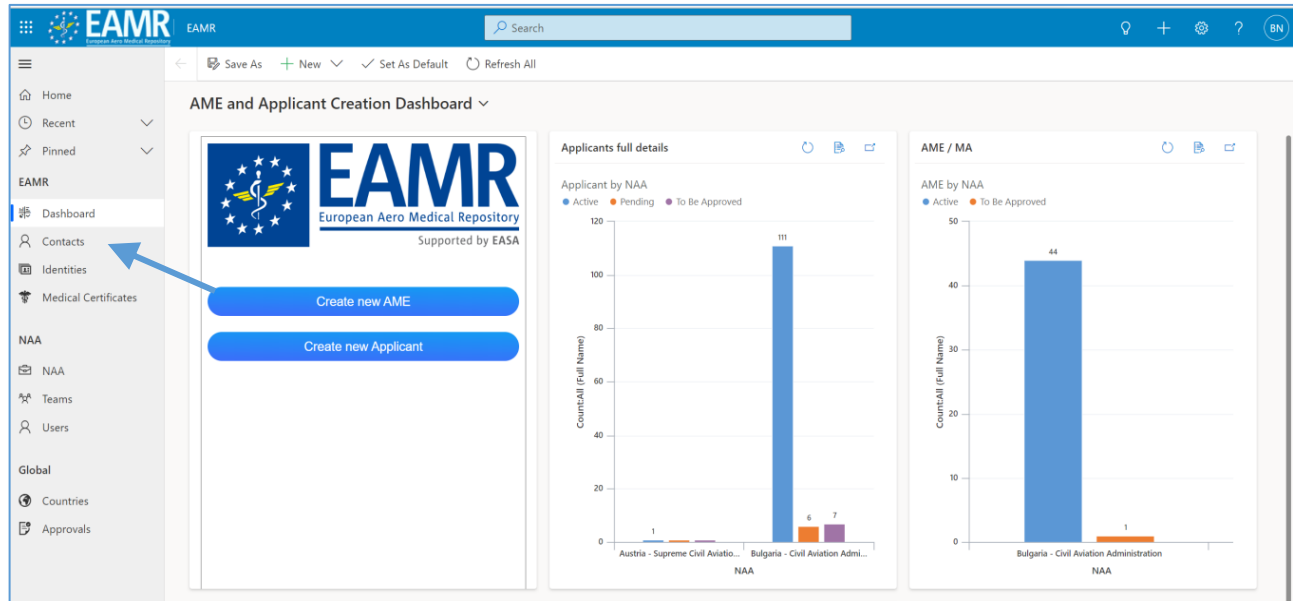 EAMR
European Aero Medical Repository
EAMR
Search
?
BN
Save As
New
Set As Default
Refresh All
Home
Recent
Pinned
EAMR
Dashboard
Contacts
Identities
Medical Certificates
NAA
NAA
Teams
Users
Global
Countries
Approvals
AME and Applicant Creation Dashboard
EAMR
European Aero Medical Repository
Supported by EASA
Create new AME
Create new Applicant
Applicants full details
Applicant by NAA
Active Pending To Be Approved
120
100
80
60
40
20
0
Count:All (Full Name)
1
111
6
7
Austria - Supreme Civil Aviatio...
Bulgaria - Civil Aviation Admi...
NAA
AME / MA
AME by NAA
Active To Be Approved
50
40
30
20
10
0
Count:All (Full Name)
44
1
Bulgaria - Civil Aviation Administration
NAA